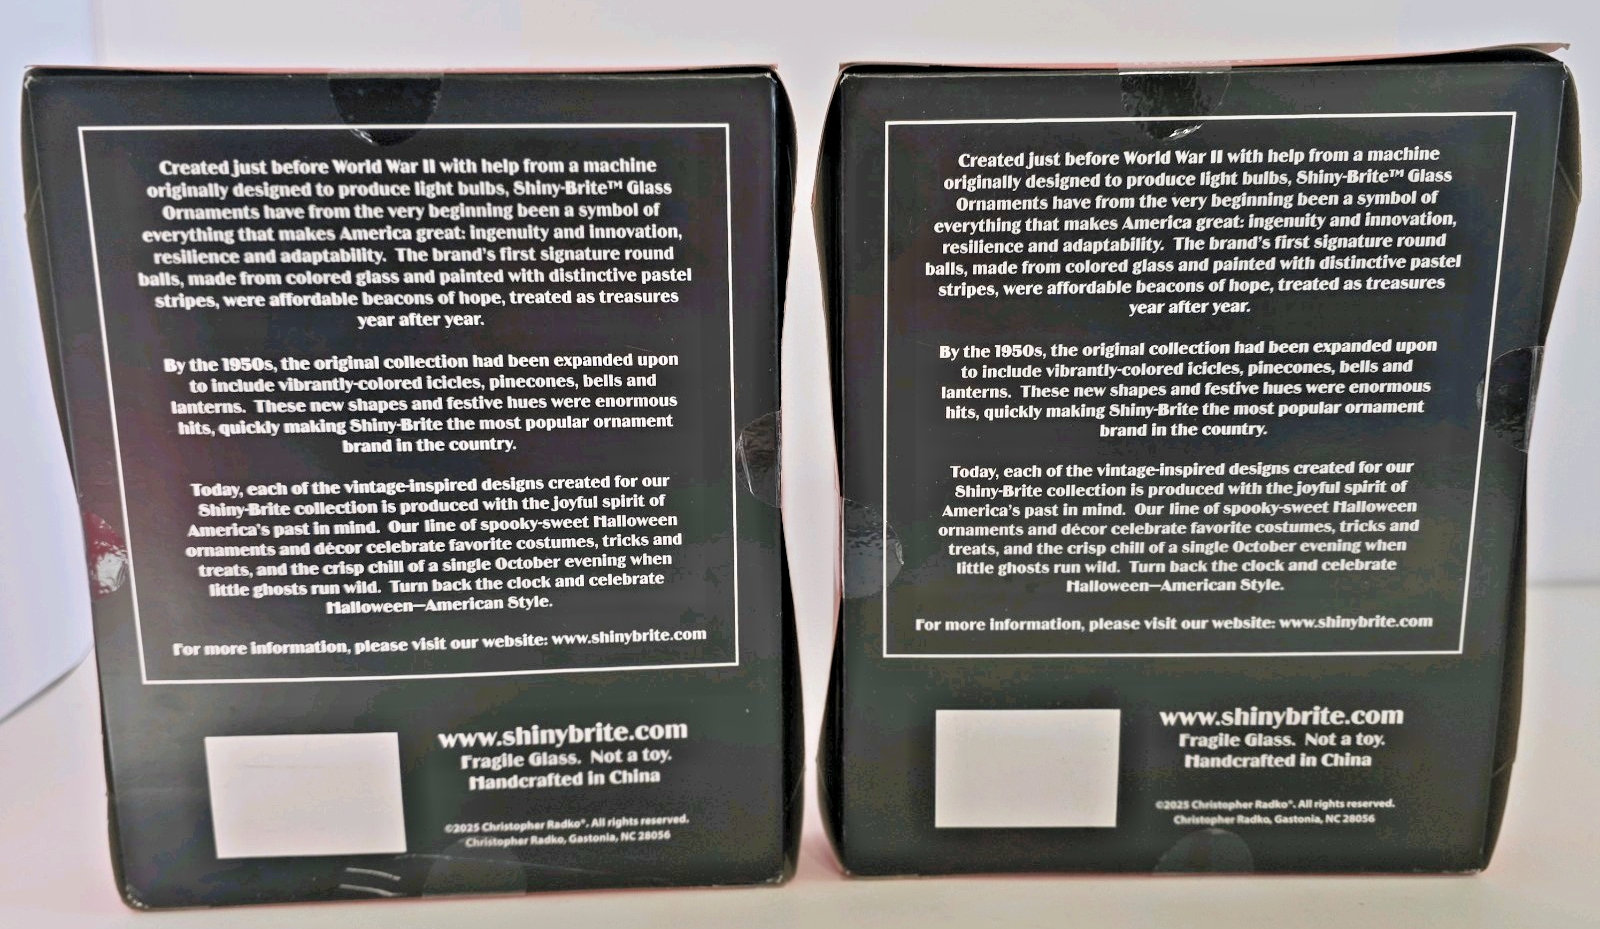 Created just before World War II with help from a machine
originally designed to produce light bulbs, Shiny-Brite™ Glass
Ornaments have from the very beginning been a symbol of
everything that makes America great: ingenuity and innovation,
resilience and adaptability. The brand's first signature round
balls, made from colored glass and painted with distinctive pastel
stripes, were affordable beacons of hope, treated as treasures
year after year.
By the 1950s, the original collection had been expanded upon
to include vibrantly-colored icicles, pinecones, bells and
lanterns. These new shapes and festive hues were enormous
hits, quickly making Shiny-Brite the most popular ornament
brand in the country.
Today, each of the vintage-inspired designs created for our
Shiny-Brite collection is produced with the joyful spirit of
America's past in mind. Our line of spooky-sweet Halloween
ornaments and décor celebrate favorite costumes, tricks and
treats, and the crisp chill of a single October evening when
little ghosts run wild. Turn back the clock and celebrate
Halloween—American Style.
For more information, please visit our website: www.shinybrite.com
www.shinybrite.com
Fragile Glass. Not a toy.
Handcrafted in China
©2025 Christopher Radko®. All rights reserved.
Christopher Radko, Gastonia, NC 28056
Created just before World War II with help from a machine
originally designed to produce light bulbs, Shiny-Brite™ Glass
Ornaments have from the very beginning been a symbol of
everything that makes America great: ingenuity and innovation,
resilience and adaptability. The brand's first signature round
balls, made from colored glass and painted with distinctive pastel
stripes, were affordable beacons of hope, treated as treasures
year after year.
By the 1950s, the original collection had been expanded upon
to include vibrantly-colored icicles, pinecones, bells and
lanterns. These new shapes and festive hues were enormous
hits, quickly making Shiny-Brite the most popular ornament
brand in the country.
Today, each of the vintage-inspired designs created for our
Shiny-Brite collection is produced with the joyful spirit of
America's past in mind. Our line of spooky-sweet Halloween
ornaments and décor celebrate favorite costumes, tricks and
treats, and the crisp chill of a single October evening when
little ghosts run wild. Turn back the clock and celebrate
Halloween—American Style.
For more information, please visit our website: www.shinybrite.com
www.shinybrite.com
Fragile Glass. Not a toy.
Handcrafted in China
©2025 Christopher Radko®. All rights reserved.
Christopher Radko, Gastonia, NC 28056